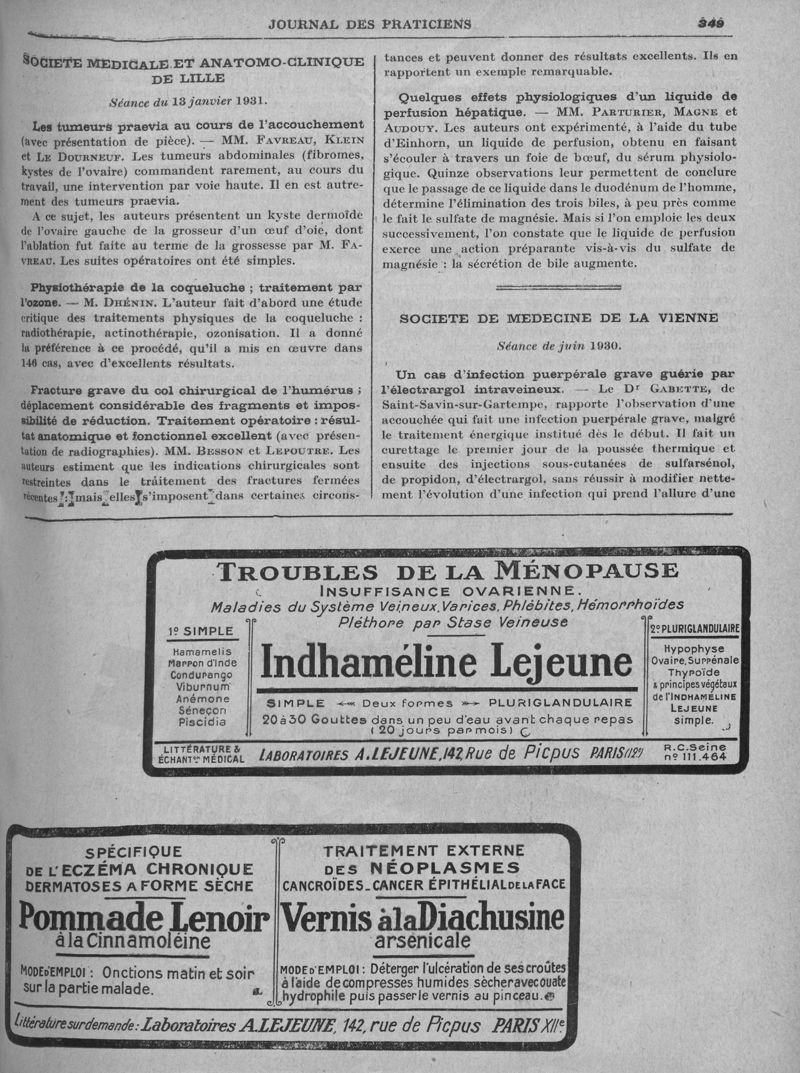 JOURNAL DES PRATICIENS 349
SOCIETE MEDICALE ET ANATOMO-CLINIQUE
DE LILLE
Séance du 13 janvier 1931.
Les tumeurs praevia au cours de l'accouchement
(avec présentation de pièce). — MM. FAVREAU, KLEIN
et LE DOURNEUF. Les tumeurs abdominales (fibromes,
kystes de l'ovaire) commandent rarement, au cours du
travail, une intervention par voie haute. Il en est autre-
ment des tumeurs praevia.
A ce sujet, les auteurs présentent un kyste dermoïde
de l'ovaire gauche de la grosseur d'un œuf d'oie, dont
l'ablation fut faite au terme de la grossesse par M. FA-
VREAU. Les suites opératoires ont été simples.
Physiothérapie de la coqueluche ; traitement par
l'ozone. — M. DHÉNIN. L'auteur fait d'abord une étude
critique des traitements physiques de la coqueluche :
radiothérapie, actinothérapie, ozonisation. Il a donné
la préférence à ce procédé, qu'il a mis en œuvre dans
146 cas, avec d'excellents résultats.
Fracture grave du col chirurgical de l'humérus ;
déplacement considérable des fragments et impos-
sibilité de réduction. Traitement opératoire : résul-
tat anatomique et fonctionnel excellent (avec présen-
tation de radiographies). MM. BESSON et LEPOUTRE. Les
auteurs estiment que les indications chirurgicales sont
restreintes dans le traitement des fractures fermées
récentes : mais elles s'imposent dans certaines circons-
tances et peuvent donner des résultats excellents. Ils en
rapportent un exemple remarquable.
Quelques effets physiologiques d'un liquide de
perfusion hépatique. — MM. PARTURIER, MAGNE et
AUDOUY. Les auteurs ont expérimenté, à l'aide du tube
d'Einhorn, un liquide de perfusion, obtenu en faisant
s'écouler à travers un foie de bœuf, du sérum physiolo-
gique. Quinze observations leur permettent de conclure
que le passage de ce liquide dans le duodénum de l'homme,
détermine l'élimination des trois biles, à peu près comme
le fait le sulfate de magnésie. Mais si l'on emploie les deux
successivement, l'on constate que le liquide de perfusion
exerce une action préparante vis-à-vis du sulfate de
magnésie : la sécrétion de bile augmente.
SOCIETE DE MEDECINE DE LA VIENNE
Séance de juin 1930.
Un cas d'infection puerpérale grave guérie par
l'électrargol intraveineux. — Le Dr GABETTE, de
Saint-Savin-sur-Gartempe, rapporte l'observation d'une
accouchée qui fait une infection puerpérale grave, malgré
le traitement énergique institué dès le début. Il fait un
curettage le premier jour de la poussée thermique et
ensuite des injections sous-cutanées de sulfarsénol,
de propidon, d'électrargol, sans réussir à modifier nette-
ment l'évolution d'une infection qui prend l'allure d'une
TROUBLES DE LA MÉNOPAUSE
INSUFFISANCE OVARIENNE.
Maladies du Système Veineux, Varices, Phlébites, Hémorrhoïdes
Pléthore par Stase Veineuse
1º SIMPLE
Hamamelis
Marron d'Inde
Condurango
Viburnum
Anémone
Séneçon
Piscidia
Indhaméline Lejeune
SIMPLE Deux formes PLURIGLANDULAIRE
20 à 30 Gouttes dans un peu d'eau avant chaque repas
(20 jours par mois)
2º PLURIGLANDULAIRE
Hypophyse
Ovaire, Surrénale
Thyroïde
& principes végétaux
de l'INDHAMÉLINE
LEJEUNE
simple.
LITTÉRATURE &
ÉCHANTons MÉDICAL
LABORATOIRES A. LEJEUNE, 142, Rue de Picpus PARIS (12e)
R.C. Seine
nº 111.464
SPÉCIFIQUE
DE L'ECZÉMA CHRONIQUE
DERMATOSES A FORME SÈCHE
Pommade Lenoir
à la Cinnamoléine
MODE D'EMPLOI : Onctions matin et soir
sur la partie malade.
TRAITEMENT EXTERNE
DES NÉOPLASMES
CANCROÏDES_CANCER ÉPITHÉLIAL DE LA FACE
Vernis à la Diachusine
arsénicale
MODE D'EMPLOI : Déterger l'ulcération de ses croûtes
à l'aide de compresses humides sècher avec ouate
hydrophile puis passer le vernis au pinceau.
Littérature sur demande : Laboratoires A. LEJEUNE, 142, rue de Picpus PARIS XIIe